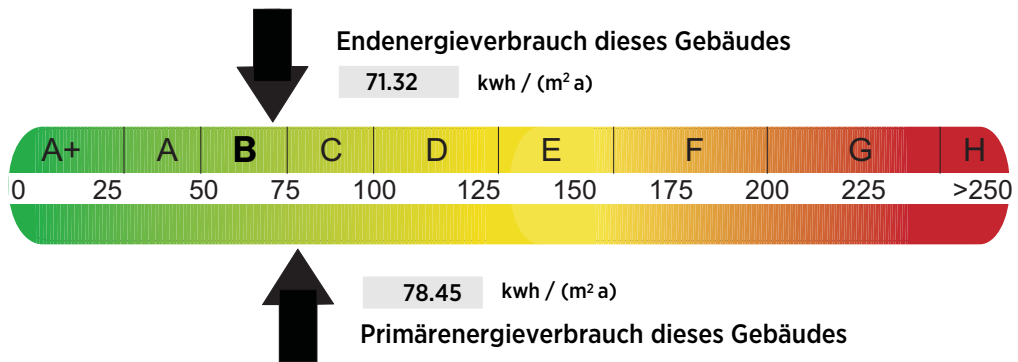 Endenergieverbrauch dieses Gebäudes
71.32 kwh / (m² a)
A+ A B C D E F G H
0 25 50 75 100 125 150 175 200 225 >250
78.45 kwh / (m² a)
Primärenergieverbrauch dieses Gebäudes